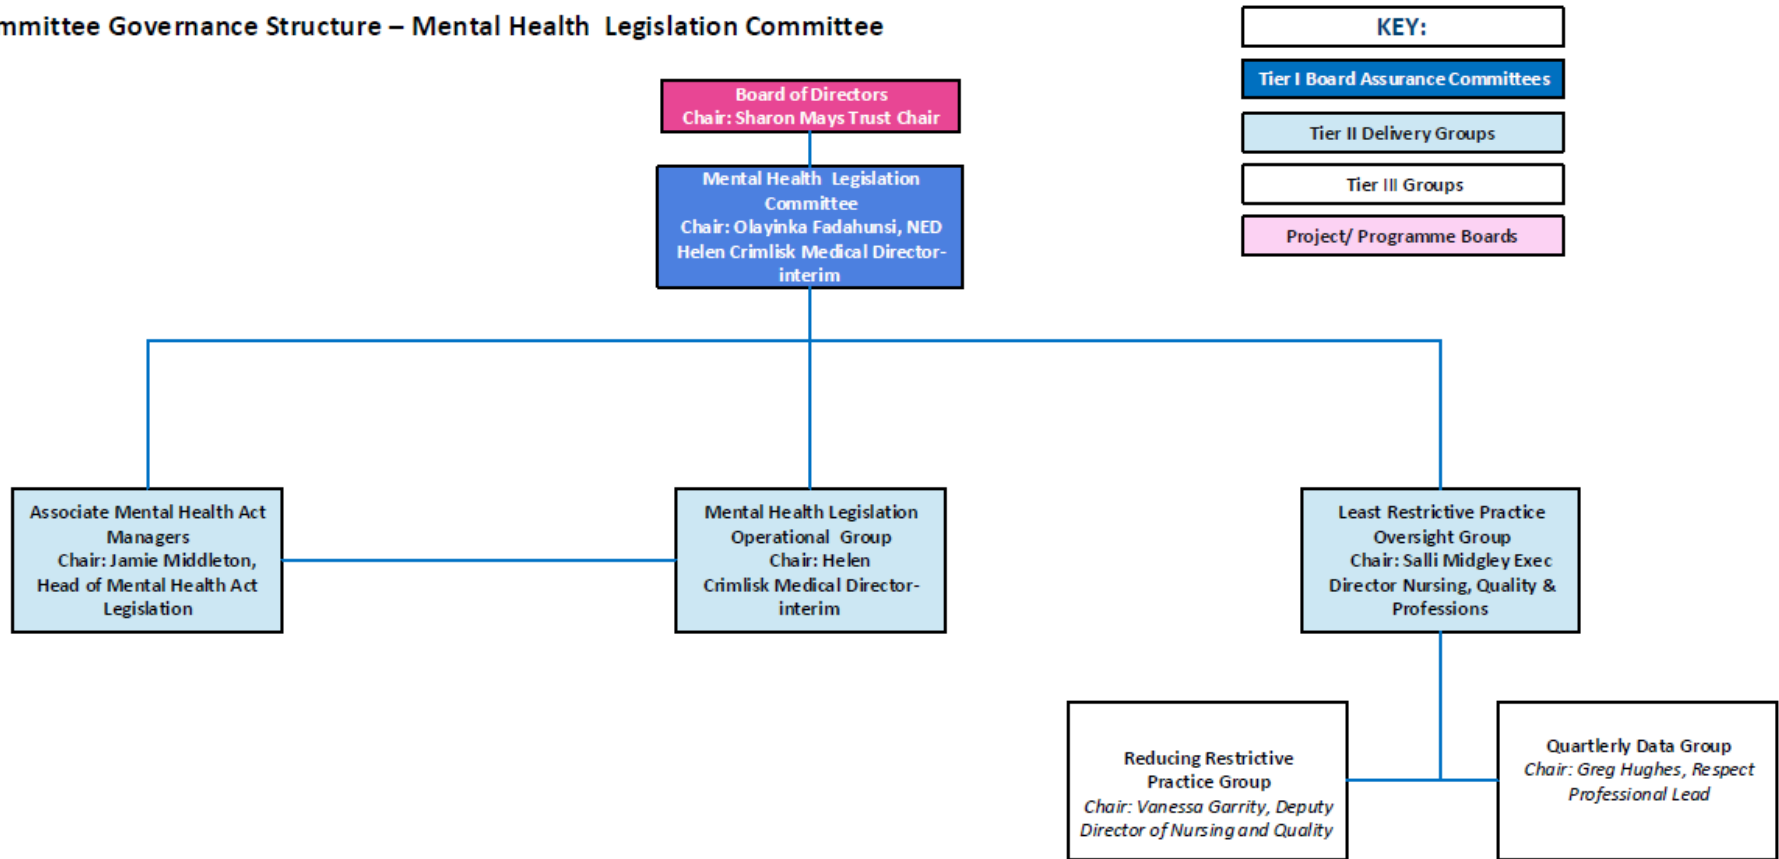 mmittee Governance Structure – Mental Health Legislation Committee
KEY:
Tier I Board Assurance Committees
Tier II Delivery Groups
Tier III Groups
Project/ Programme Boards
Board of Directors
Chair: Sharon Mays Trust Chair
Mental Health Legislation
Committee
Chair: Olayinka Fadahunsi, NED
Helen Crimlisk Medical Director-
interim
Associate Mental Health Act
Managers
Chair: Jamie Middleton,
Head of Mental Health Act
Legislation
Mental Health Legislation
Operational Group
Chair: Helen
Crimlisk Medical Director-
interim
Least Restrictive Practice
Oversight Group
Chair: Salli Midgley Exec
Director Nursing, Quality &
Professions
Reducing Restrictive
Practice Group
Chair: Vanessa Garrity, Deputy
Director of Nursing and Quality
Quartlerly Data Group
Chair: Greg Hughes, Respect
Professional Lead